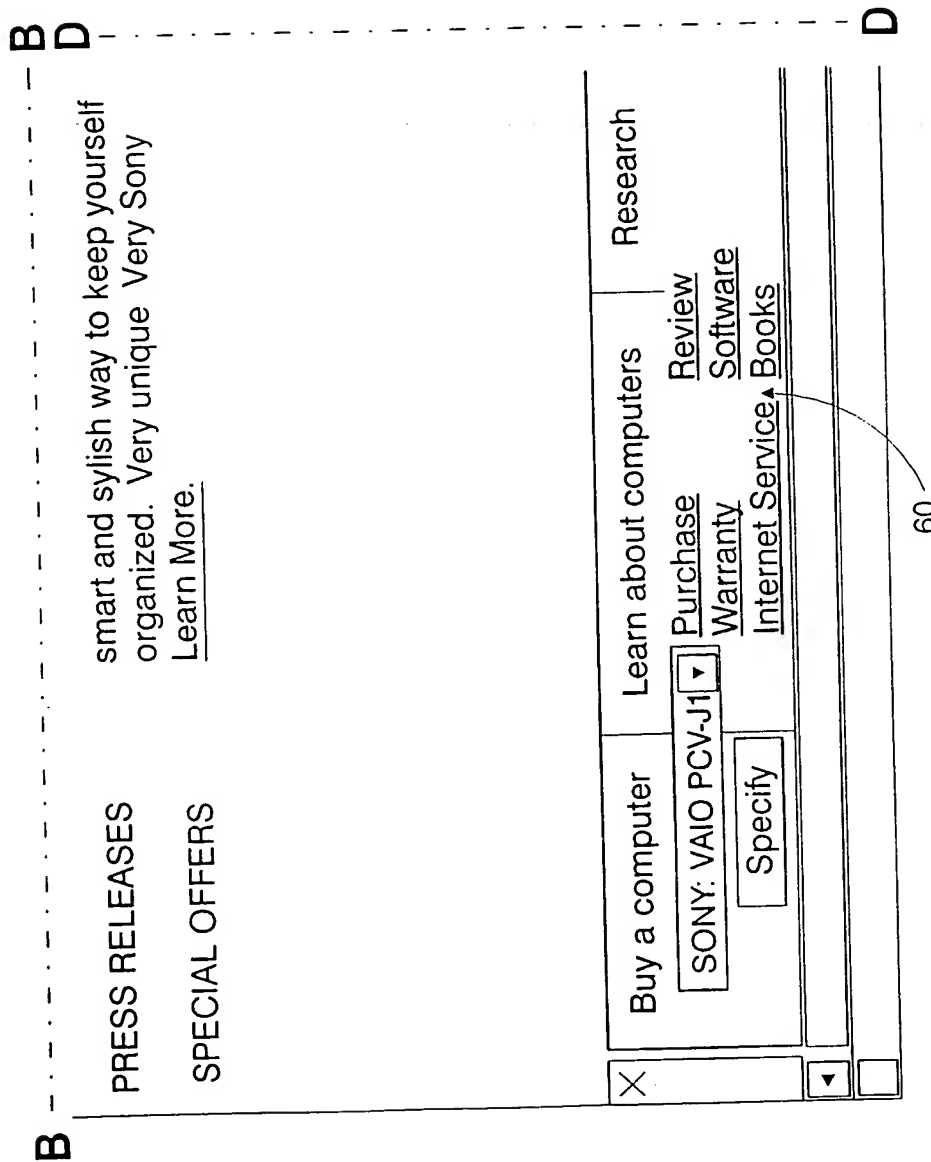 B B
D
PRESS RELEASES
SPECIAL OFFERS
smart and sylish way to keep yourself
organized. Very unique Very Sony
Learn More.
Buy a computer
SONY: VAIO PCV-J1
Specify
Learn about computers
Purchase Review
Warranty Software
Internet Service Books
Research
X
60
D